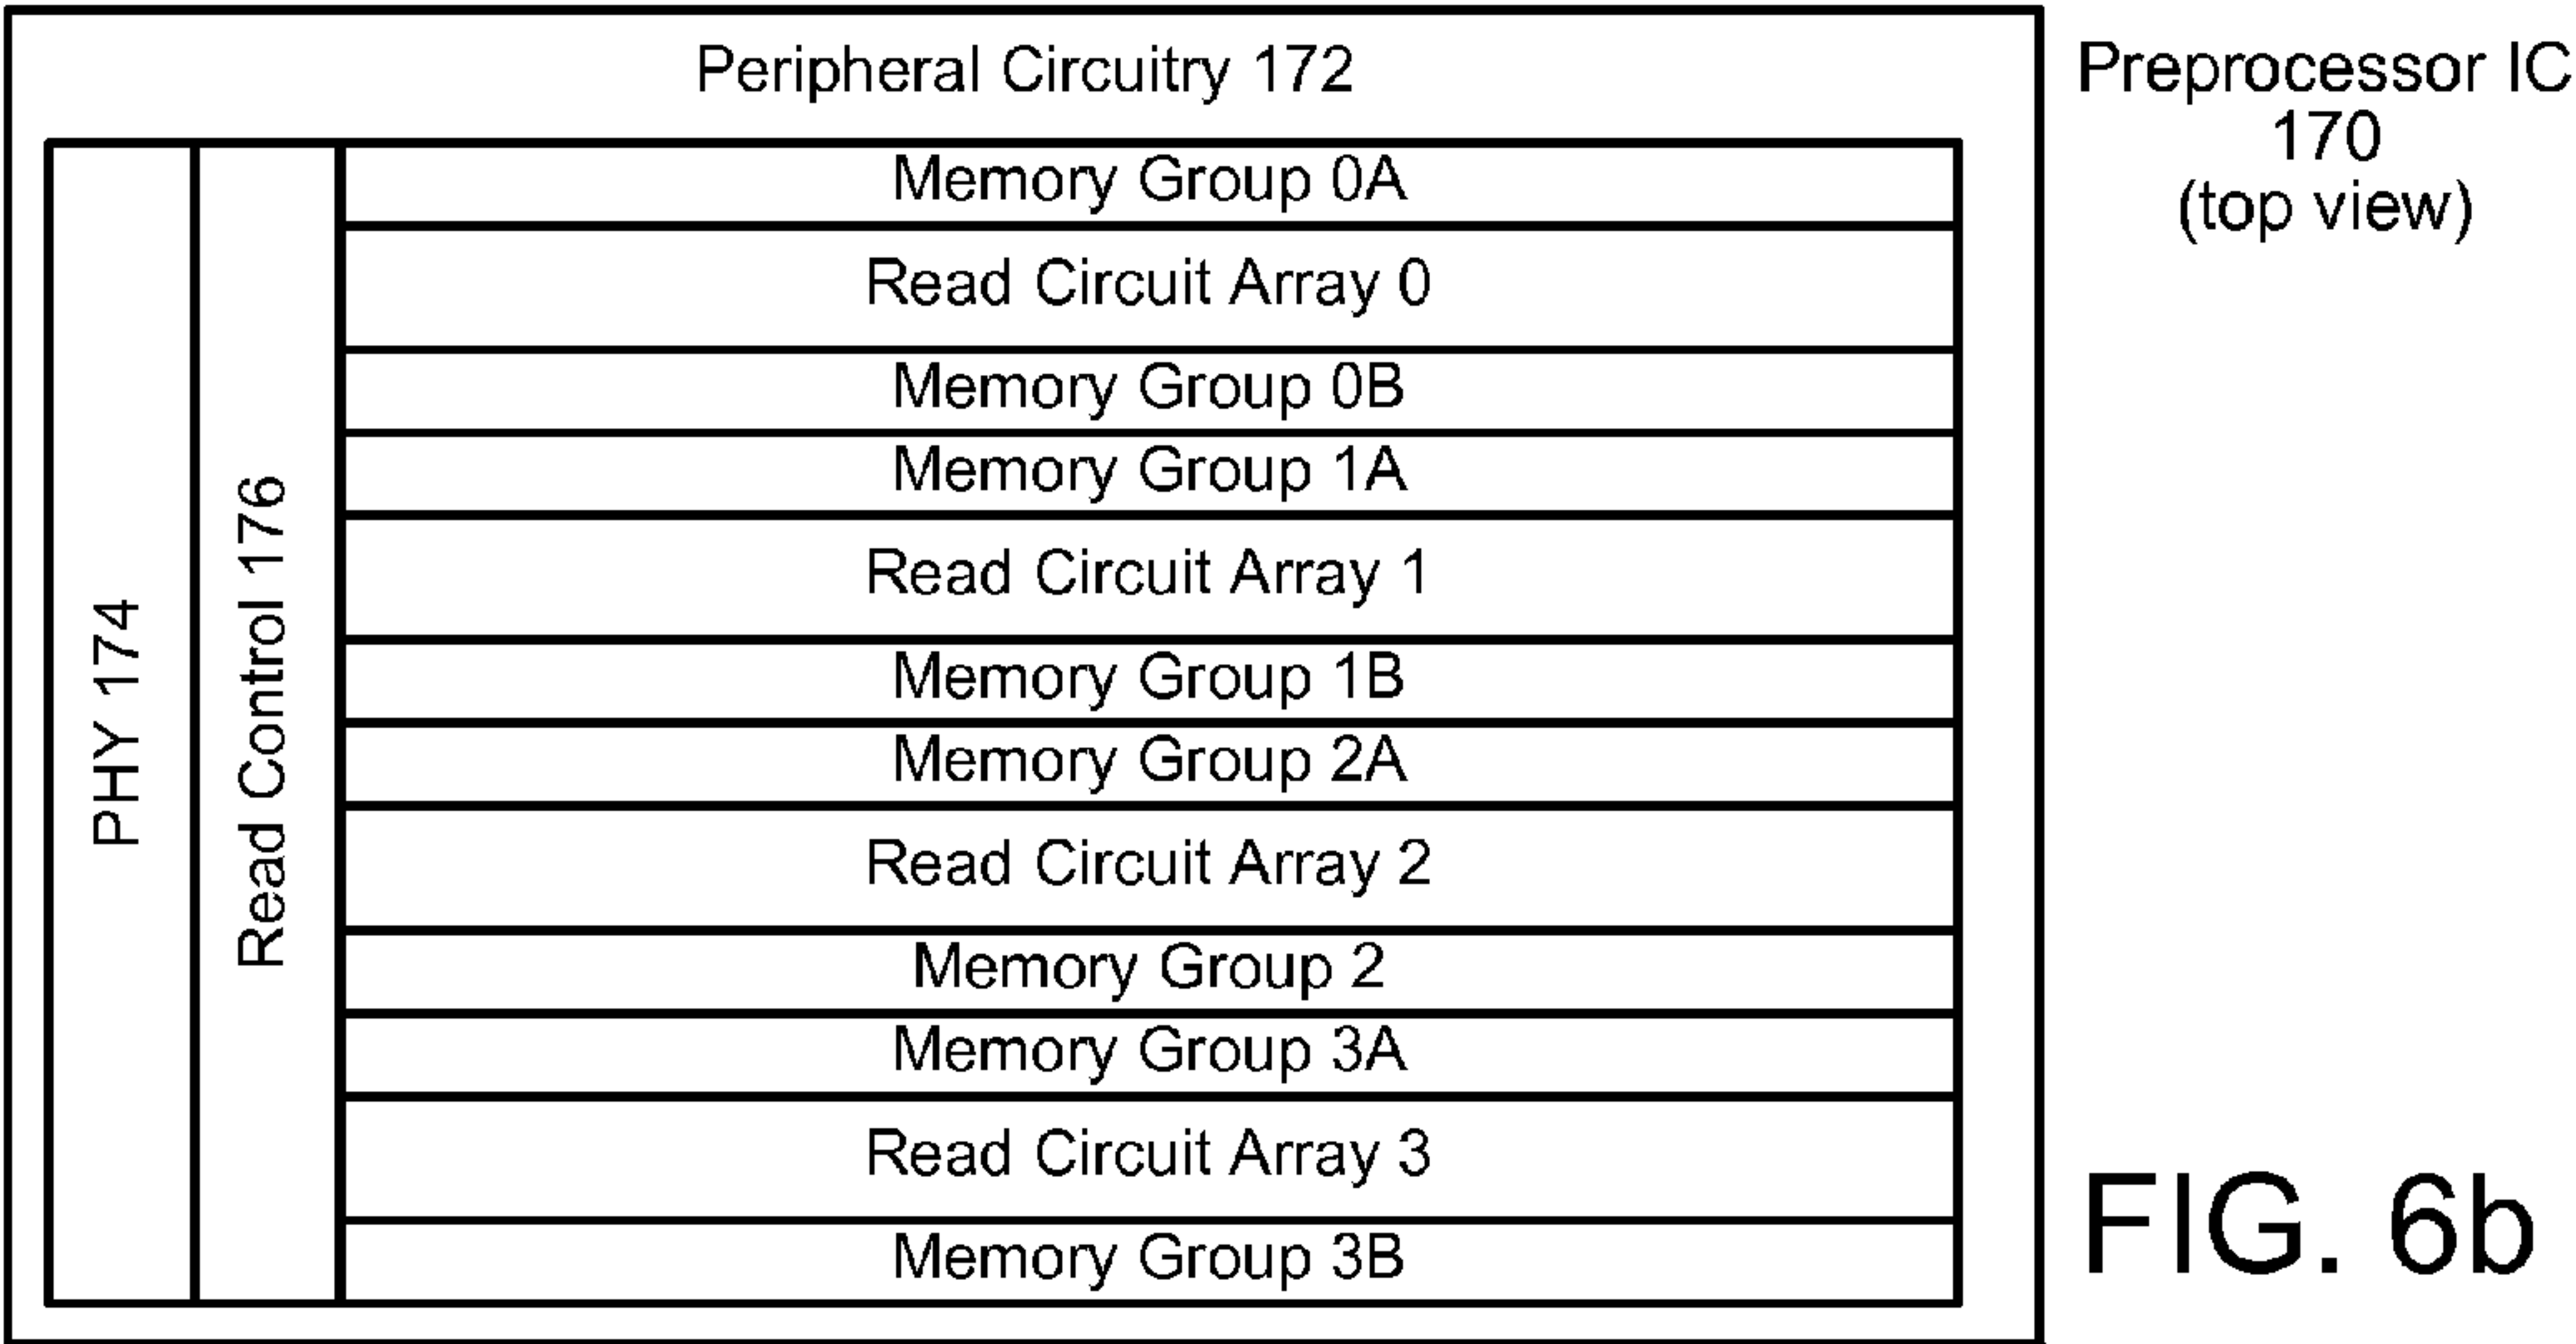 Peripheral Circuitry 172
Preprocessor IC
170
(top view)
PHY 174
Read Control 176
Memory Group 0A
Read Circuit Array 0
Memory Group 0B
Memory Group 1A
Read Circuit Array 1
Memory Group 1B
Memory Group 2A
Read Circuit Array 2
Memory Group 2
Memory Group 3A
Read Circuit Array 3
Memory Group 3B
FIG. 6b